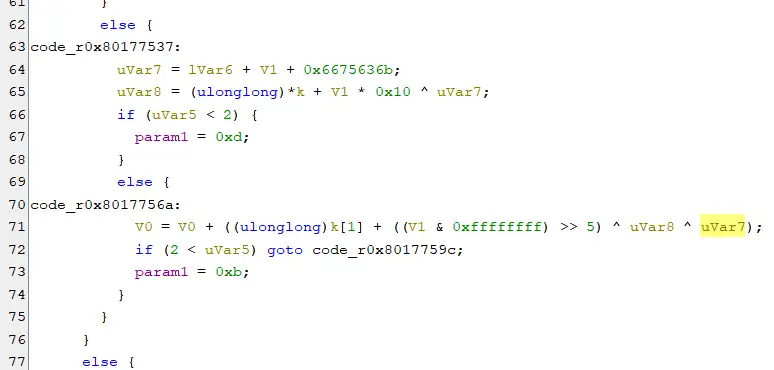 61 }
62 else {
63 code_r0x80177537:
64 uVar7 = lVar6 + V1 + 0x6675636b;
65 uVar8 = (ulonglong)*k + V1 * 0x10 ^ uVar7;
66 if (uVar5 < 2) {
67 param1 = 0xd;
68 }
69 else {
70 code_r0x8017756a:
71 V0 = V0 + ((ulonglong)k[1] + ((V1 & 0xffffffff) >> 5) ^ uVar8 ^ uVar7);
72 if (2 < uVar5) goto code_r0x8017759c;
73 param1 = 0xb;
74 }
75 }
76 }
77 else {